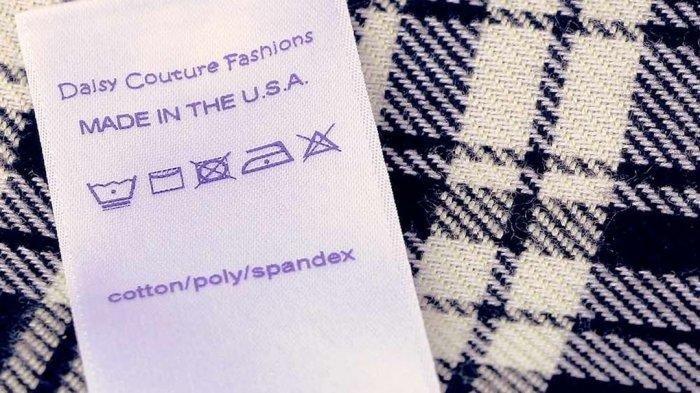 Daisy Couture Fashions
MADE IN THE U.S.A.
cotton/poly/spandex